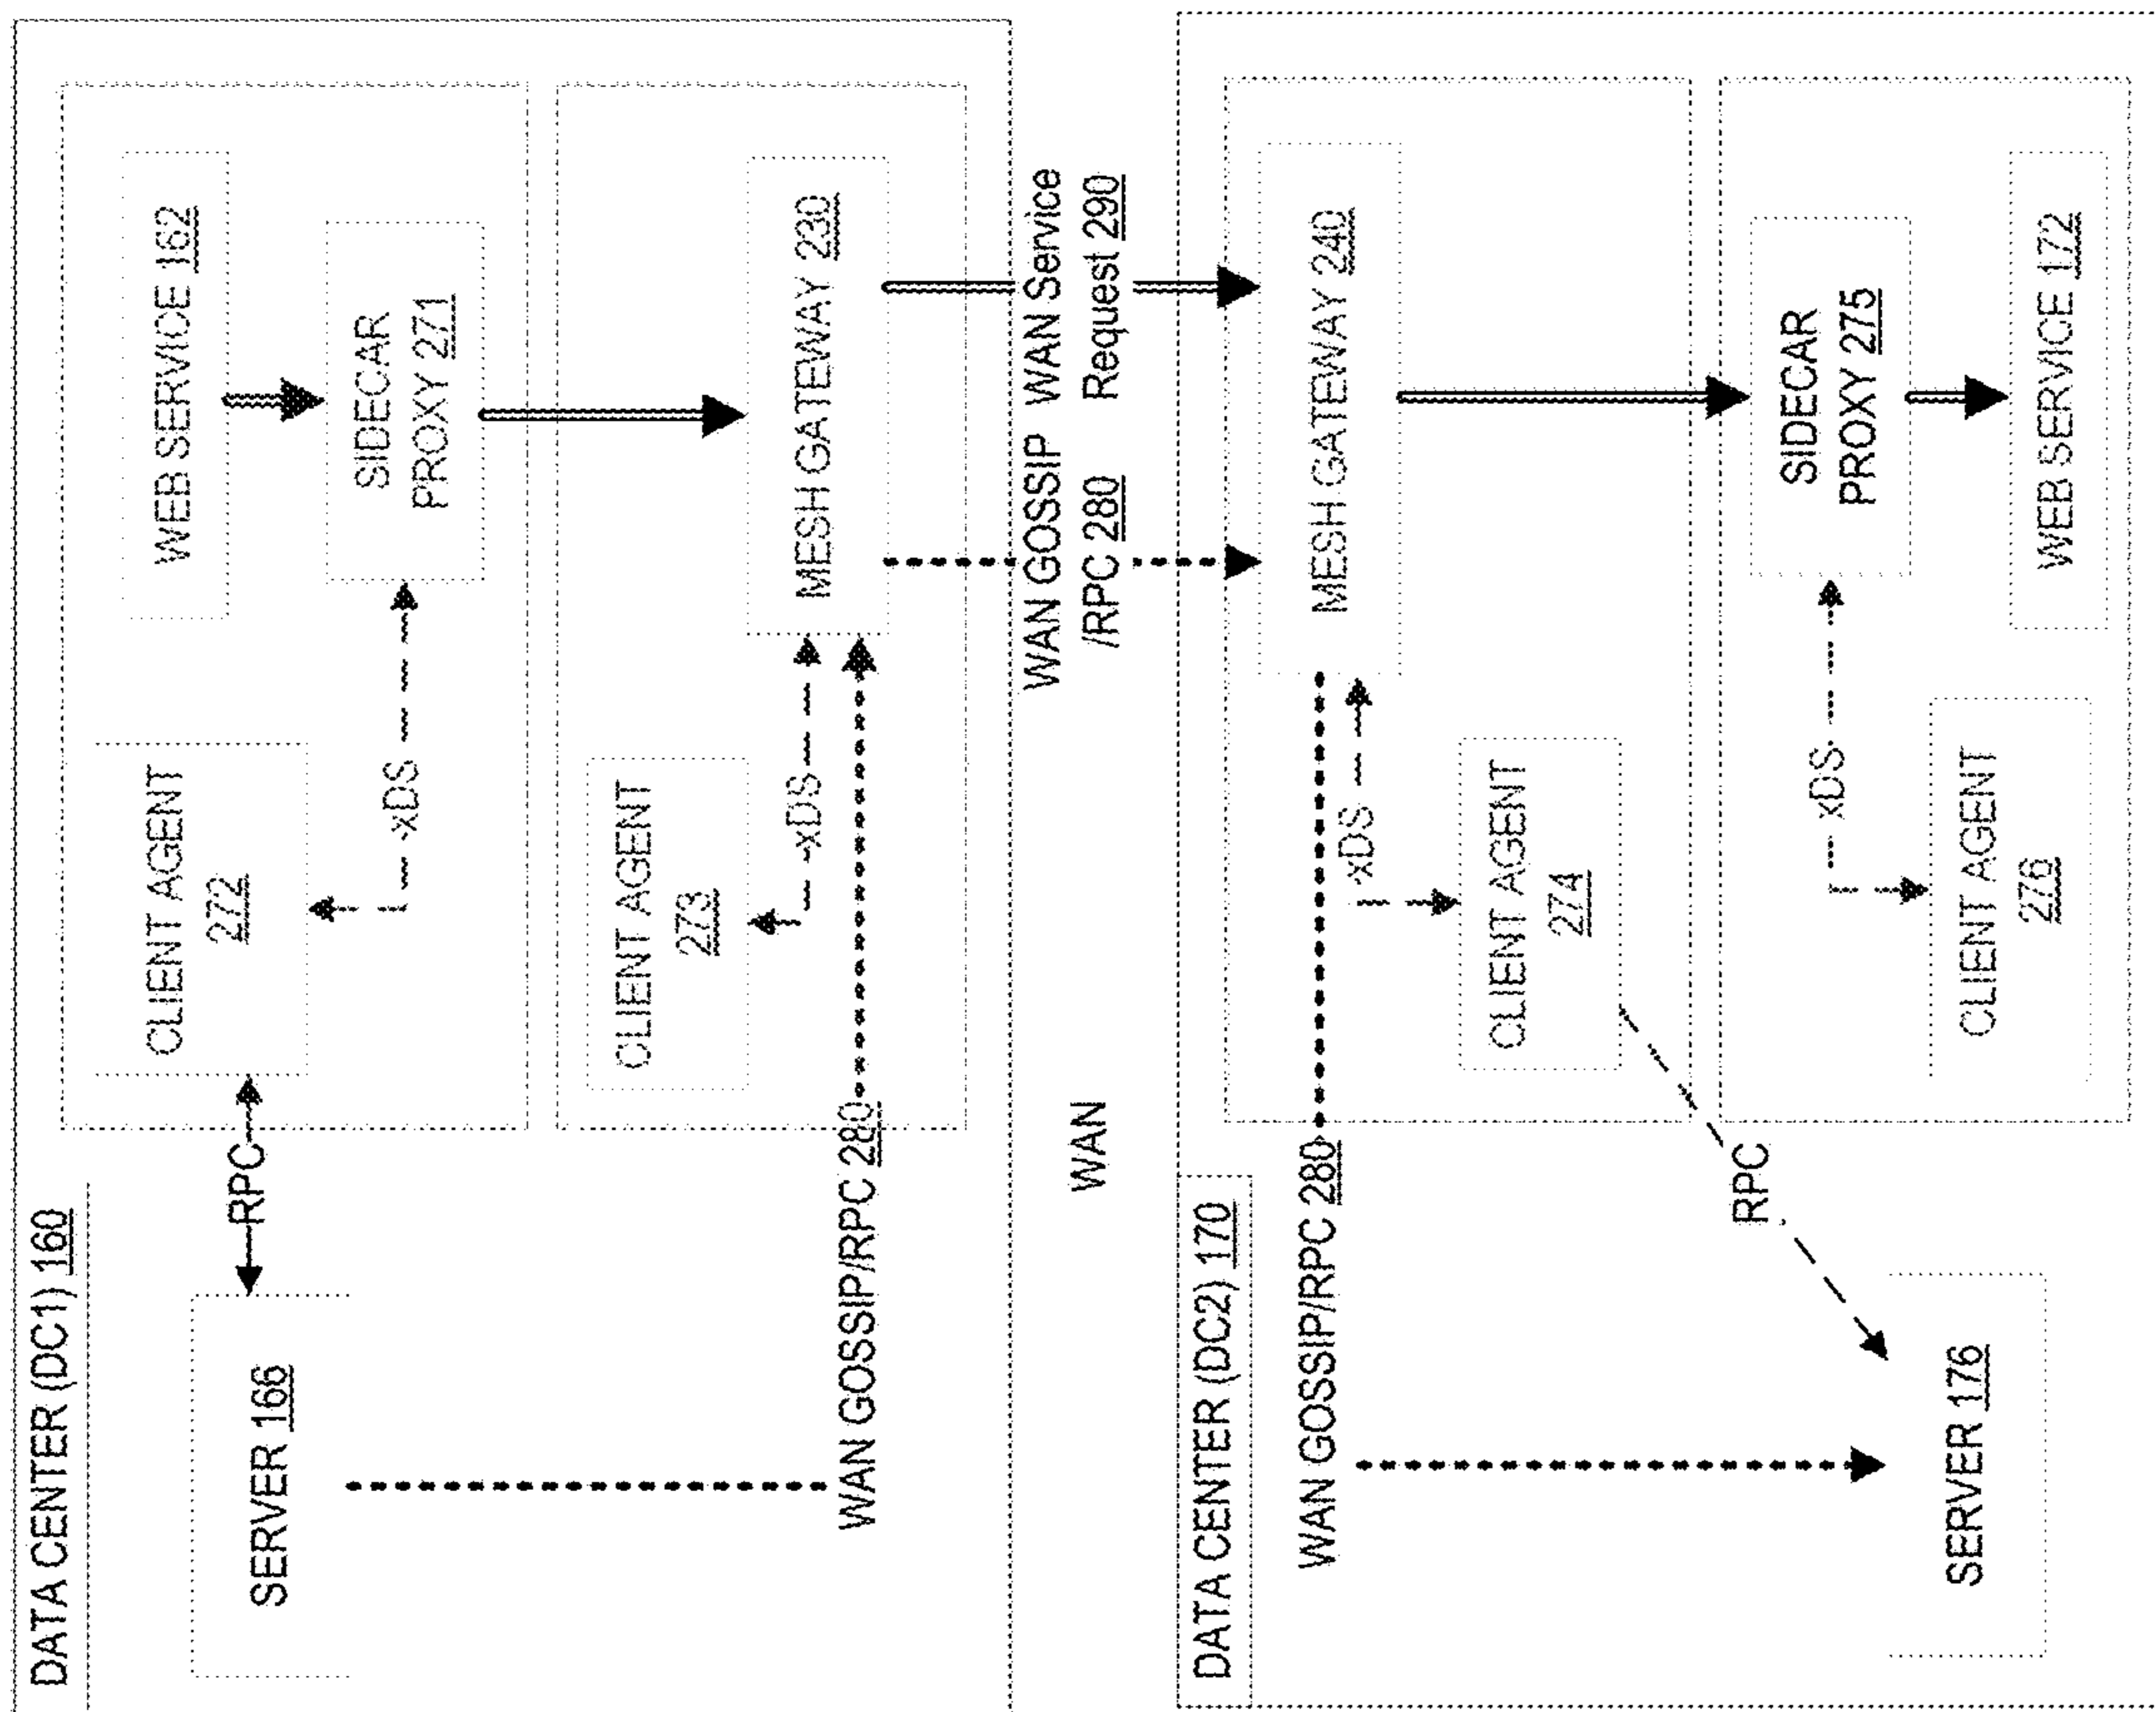 DATA CENTER (DC1) 160
SERVER 166
RPC
CLIENT AGENT
272
xDS
WEB SERVICE 162
SIDECAR
PROXY 271
CLIENT AGENT
273
xDS
MESH GATEWAY 230
WAN GOSSIP/RPC 280
WAN
WAN GOSSIP
/RPC 280
WAN Service
Request 290
DATA CENTER (DC2) 170
WAN GOSSIP/RPC 280
xDS
MESH GATEWAY 240
CLIENT AGENT
274
RPC
SERVER 176
SIDECAR
PROXY 275
xDS
CLIENT AGENT
276
WEB SERVICE 172